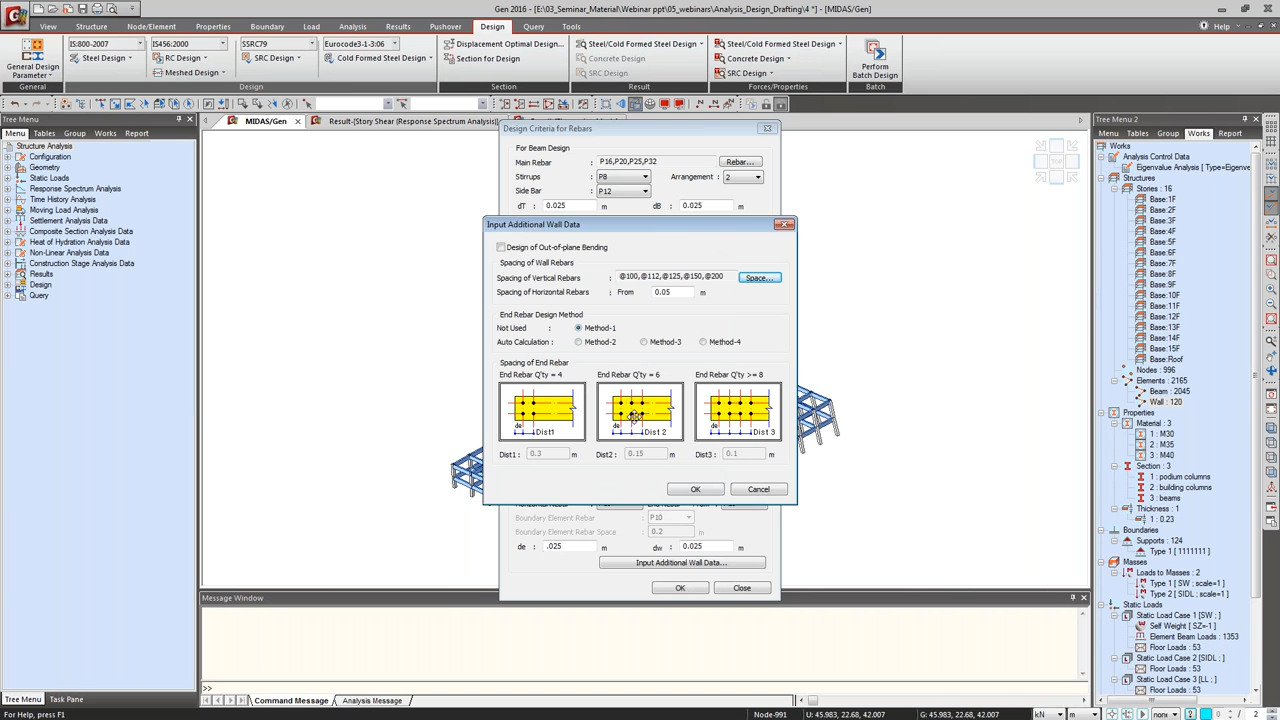 Gen 2016 - [E:\03_Seminar_Material\Webinar ppt\05_webinars\Analysis_Design_Drafting\4 *] - [MIDAS/Gen]
View Structure Node/Element Properties Boundary Load Analysis Results Pushover Design Query Tools Help
General Design Parameter
IS:800-2007 IS456:2000 SSRC79 Eurocode3-1-3:06
Steel Design RC Design SRC Design Cold Formed Steel Design
Meshed Design
Displacement Optimal Design...
Section for Design
Steel/Cold Formed Steel Design
Concrete Design
SRC Design
Steel/Cold Formed Steel Design
Concrete Design
SRC Design
Perform Batch Design
General Design Section Result Forces/Properties Batch
Tree Menu
Menu Tables Group Works Report
Structure Analysis
Configuration
Geometry
Static Loads
Response Spectrum Analysis
Time History Analysis
Moving Load Analysis
Settlement Analysis Data
Composite Section Analysis
Heat of Hydration Analysis
Non-Linear Analysis
Construction Stage Analysis
Results
Design
Query
MIDAS/Gen
Result-[Story Shear (Response Spectrum Analysis)]
Design Criteria for Rebars
For Beam Design
Main Rebar : P16,P20,P25,P32 Rebar...
Stirrups : P8 Arrangement : 2
Side Bar : P12
dT : 0.025 m dB : 0.025 m
Input Additional Wall Data
Design of Out-of-plane Bending
Spacing of Wall Rebars
Spacing of Vertical Rebars : @100,@112,@125,@150,@200 Space...
Spacing of Horizontal Rebars : From 0.05 m
End Rebar Design Method
Not Used : Method-1
Auto Calculation : Method-2 Method-3 Method-4
Spacing of End Rebar
End Rebar Q'ty = 4 End Rebar Q'ty = 6 End Rebar Q'ty >= 8
de Dist1 de Dist 2 de Dist 3
Dist1 : 0.3 m Dist2 : 0.15 m Dist3 : 0.1 m
OK Cancel
Boundary Element Rebar P10
Boundary Element Rebar Space 0.2 m
de : .025 m dw : 0.025 m
Input Additional Wall Data...
OK Close
Tree Menu 2
Menu Tables Group Works Report
Works
Analysis Control Data
Eigenvalue Analysis [Type=Eigenve
Structures
Stories : 16
Base:1F
Base:2F
Base:3F
Base:4F
Base:5F
Base:6F
Base:7F
Base:8F
Base:9F
Base:10F
Base:11F
Base:12F
Base:13F
Base:14F
Base:15F
Base:Roof
Nodes : 996
Elements : 2165
Beam : 2045
Wall : 120
Properties
Material : 3
1 : M30
2 : M35
3 : M40
Section : 3
1 : podium columns
2 : building columns
3 : beams
Thickness : 1
1 : 0.23
Boundaries
Supports : 124
Type 1 [ 1111111 ]
Masses
Loads to Masses : 2
Type 1 [ SW ; scale=1 ]
Type 2 [ SIDL ; scale=1 ]
Static Loads
Static Load Case 1 [SW ; ]
Self Weight [ SZ=-1 ]
Element Beam Loads : 1353
Floor Loads : 53
Static Load Case 2 [SIDL ; ]
Floor Loads : 53
Static Load Case 3 [LL ; ]
Floor Loads : 53
Message Window
>>
Tree Menu Task Pane
Command Message Analysis Message
For Help, press F1
Node-991 U: 45.983, 22.68, 42.007 G: 45.983, 22.68, 42.007 kN m none 2